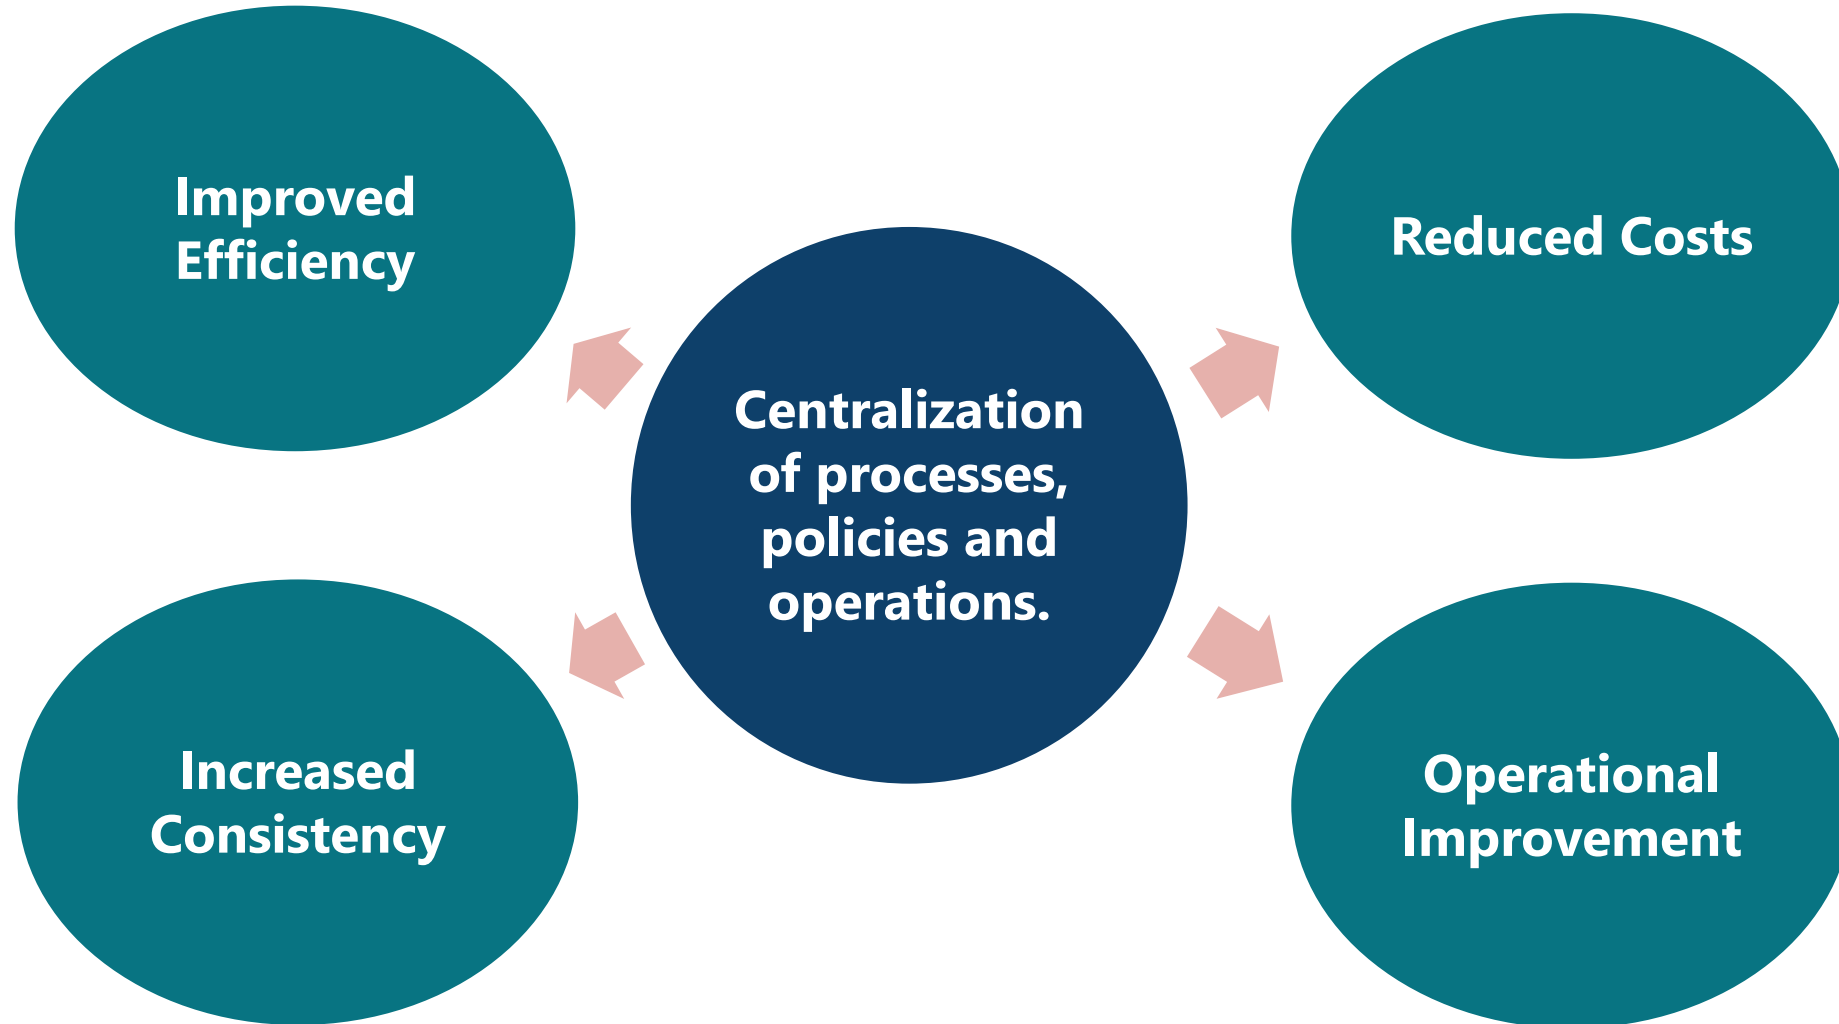 Improved
Efficiency
Reduced Costs
Centralization
of processes,
policies and
operations.
Increased
Consistency
Operational
Improvement